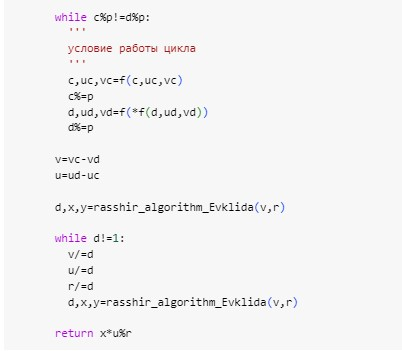 while c%p!=d%p:
'''
условие работы цикла
'''
c,uc,vc=f(c,uc,vc)
c%=p
d,ud,vd=f(*f(d,ud,vd))
d%=p
v=vc-vd
u=ud-uc
d,x,y=rasshir_algorithm_Evklida(v,r)
while d!=1:
v/=d
u/=d
r/=d
d,x,y=rasshir_algorithm_Evklida(v,r)
return x*u%r